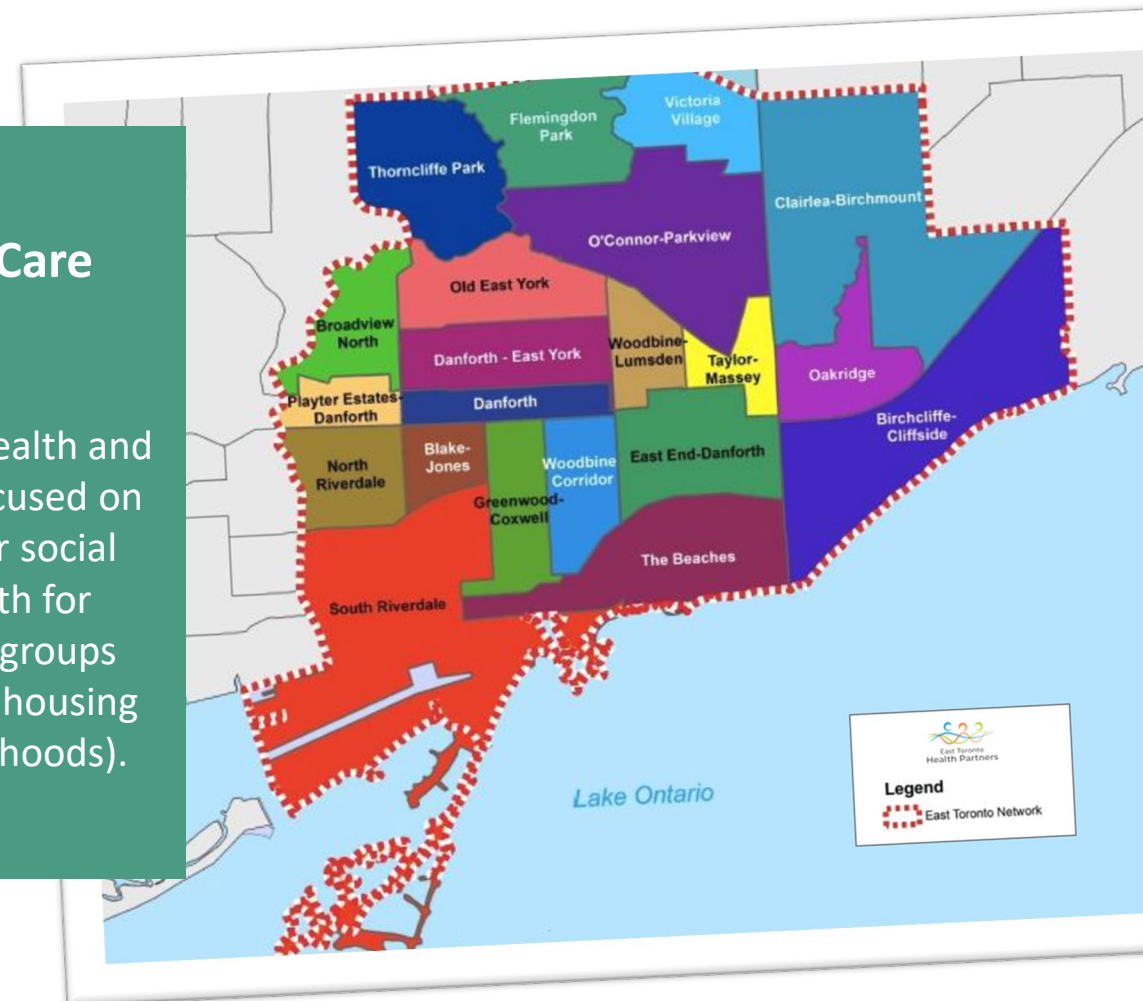 Care
ealth and
cused on
r social
th for
groups
housing
hoods).
Flemingdon
Park
Victoria
Village
Thorncliffe Park
Clairlea-Birchmount
O'Connor-Parkview
Old East York
Broadview
North
Danforth - East York
Woodbine-
Lumsden
Taylor-
Massey
Oakridge
Playter Estates-
Danforth
Danforth
Birchcliffe-
Cliffside
North
Riverdale
Blake-
Jones
Greenwood-
Coxwell
Woodbine
Corridor
East End-Danforth
The Beaches
South Riverdale
Lake Ontario
East Toronto
Health Partners
Legend
East Toronto Network